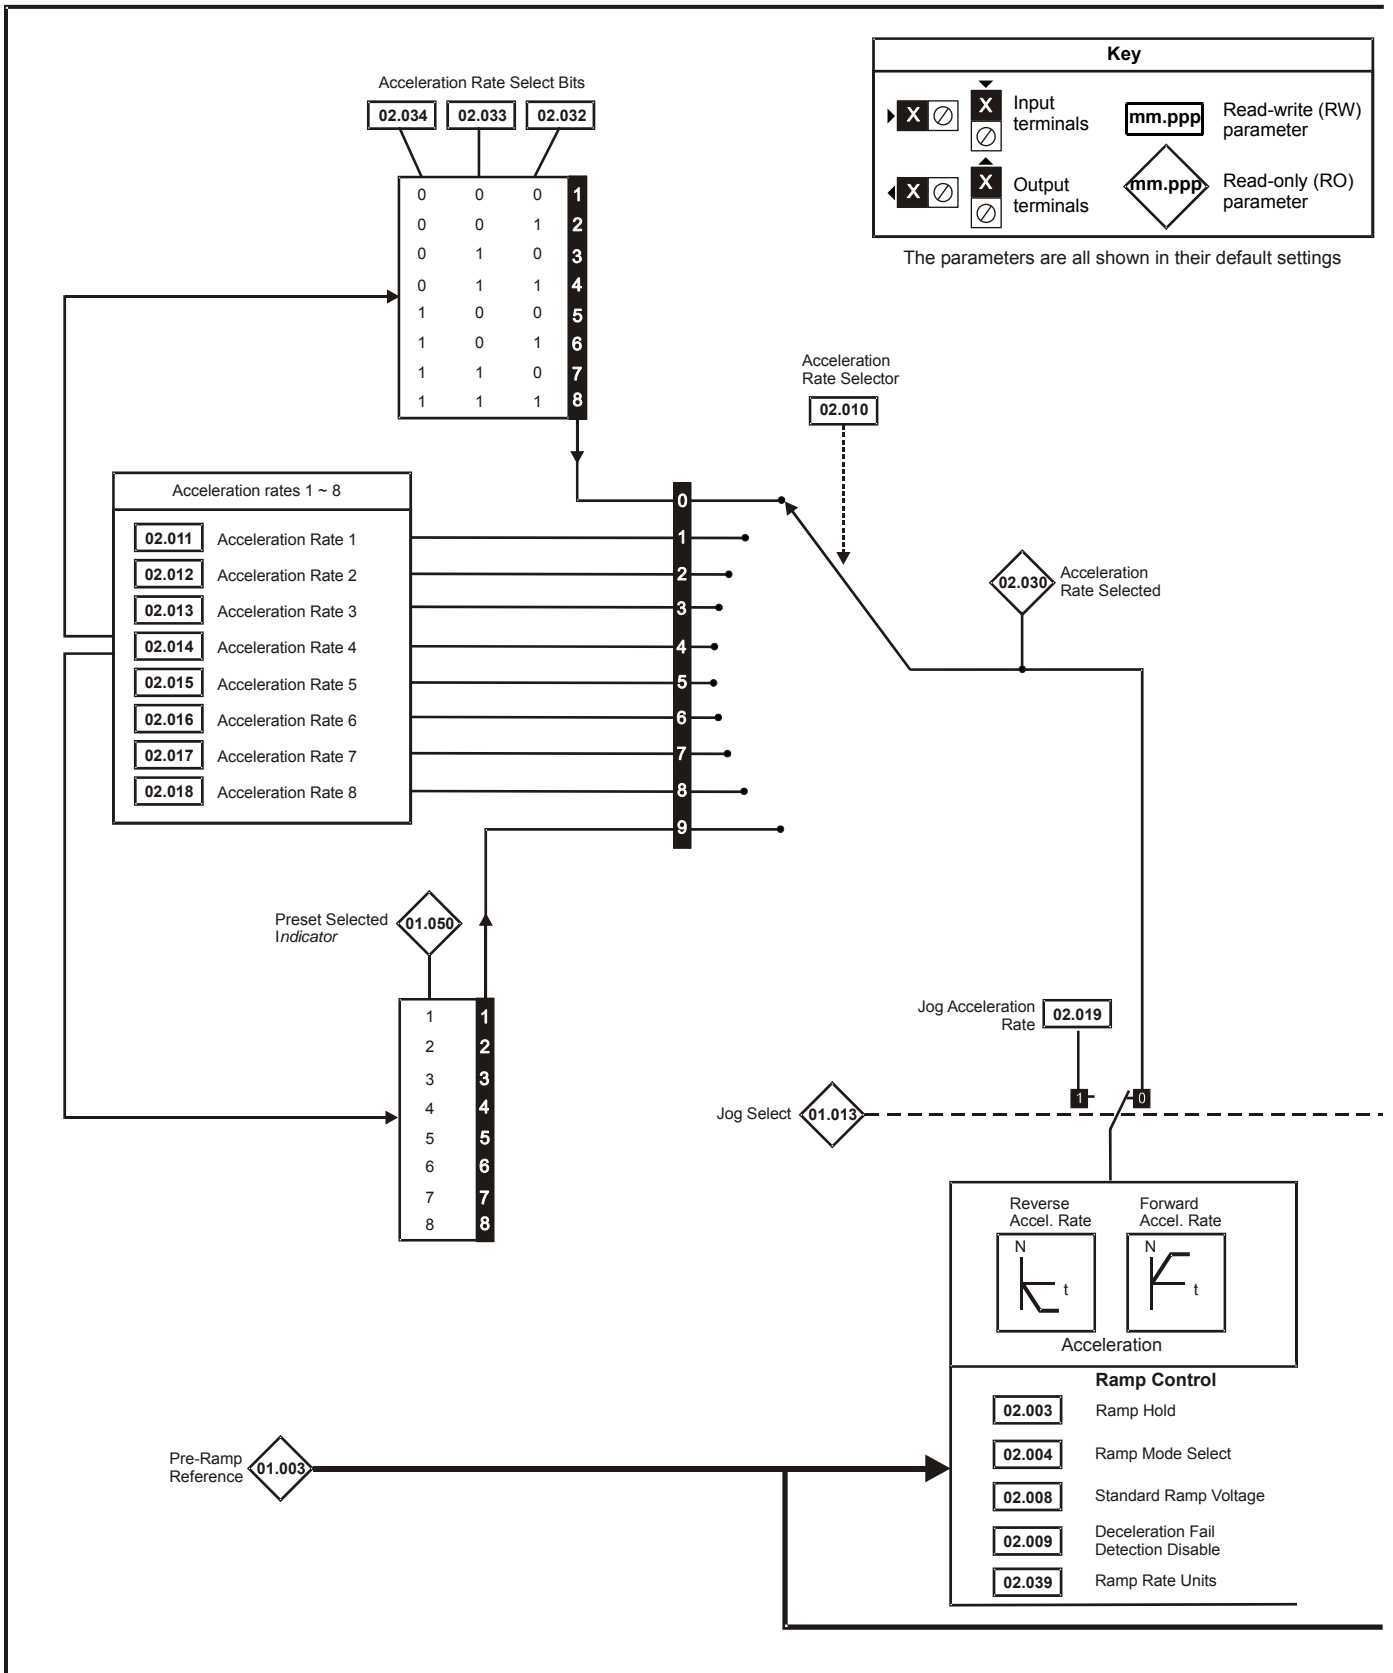 Key
X
X
Input
terminals
mm.ppp
Read-write (RW)
parameter
X
X
Output
terminals
mm.ppp
Read-only (RO)
parameter
The parameters are all shown in their default settings
Acceleration Rate Select Bits
02.034 02.033 02.032
0 0 0 1
0 0 1 2
0 1 0 3
0 1 1 4
1 0 0 5
1 0 1 6
1 1 0 7
1 1 1 8
Acceleration
Rate Selector
02.010
Acceleration rates 1 ~ 8
02.011 Acceleration Rate 1
02.012 Acceleration Rate 2
02.013 Acceleration Rate 3
02.014 Acceleration Rate 4
02.015 Acceleration Rate 5
02.016 Acceleration Rate 6
02.017 Acceleration Rate 7
02.018 Acceleration Rate 8
0
1
2
3
4
5
6
7
8
9
02.030
Acceleration
Rate Selected
Preset Selected
Indicator
01.050
1 1
2 2
3 3
4 4
5 5
6 6
7 7
8 8
Jog Acceleration
Rate
02.019
1 0
Jog Select 01.013
Reverse
Accel. Rate
N
t
Forward
Accel. Rate
N
t
Acceleration
Ramp Control
02.003 Ramp Hold
02.004 Ramp Mode Select
02.008 Standard Ramp Voltage
02.009 Deceleration Fail
Detection Disable
02.039 Ramp Rate Units
Pre-Ramp
Reference
01.003